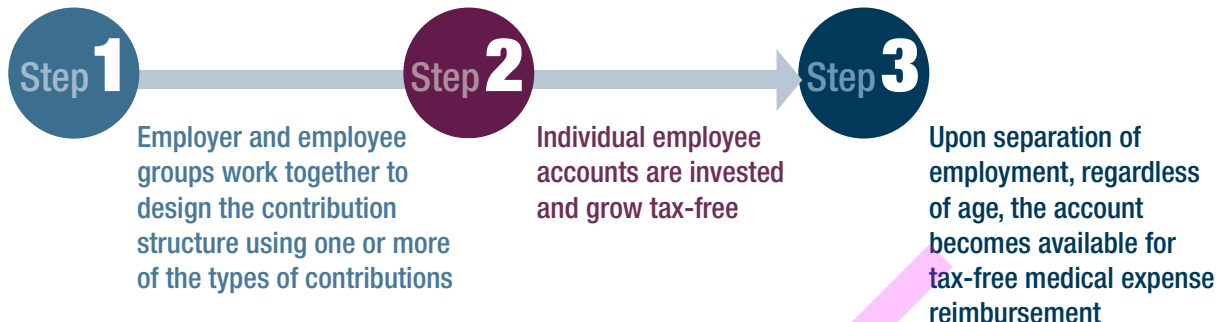 Step 1
Employer and employee
groups work together to
design the contribution
structure using one or more
of the types of contributions
Step 2
Individual employee
accounts are invested
and grow tax-free
Step 3
Upon separation of
employment, regardless
of age, the account
becomes available for
tax-free medical expense
reimbursement